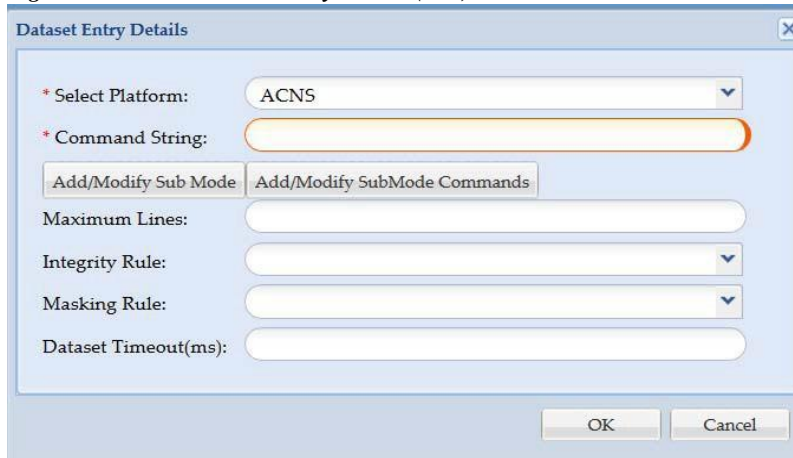 Dataset Entry Details
* Select Platform: ACNS
* Command String:
Add/Modify Sub Mode Add/Modify SubMode Commands
Maximum Lines:
Integrity Rule:
Masking Rule:
Dataset Timeout(ms):
OK Cancel